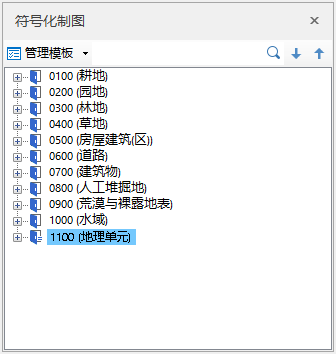 符号化制图
管理模板
0100 (耕地)
0200 (园地)
0300 (林地)
0400 (草地)
0500 (房屋建筑(区))
0600 (道路)
0700 (建筑物)
0800 (人工堆掘地)
0900 (荒漠与裸露地表)
1000 (水域)
1100 (地理单元)